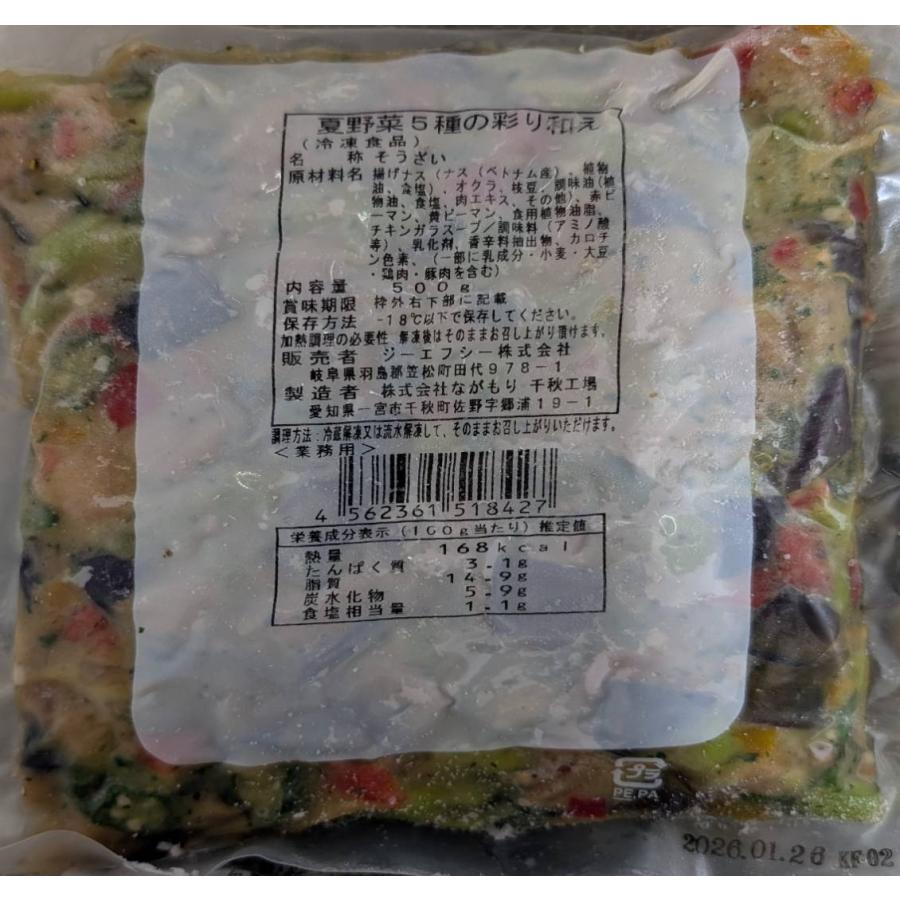 夏野菜5種の彩り和え
(冷凍食品)
名 称 そうざい
原材料名 揚げナス(ナス(ベトナム産)、植物
油、食塩)、オクラ、枝豆/調味油(植
物油、食塩、肉エキス、その他)、赤ピ
ーマン、黄ピーマン、食用植物油脂、
チキンガラスープ/調味料(アミノ酸
等)、乳化剤、香辛料抽出物、カロチ
ン色素、(一部に乳成分・小麦・大豆
・鶏肉・豚肉を含む)
内容量 500g
賞味期限 枠外右下部に記載
保存方法 -18℃以下で保存してください。
加熱調理の必要性 解凍後はそのままお召し上がり頂けます。
販売者 ジーエフシー株式会社
岐阜県羽島郡笠松町田代978-1
製造者 株式会社ながもり 千秋工場
愛知県一宮市千秋町佐野字郷浦19-1
調理方法:冷蔵解凍又は流水解凍して、そのままお召し上がりいただけます。
<業務用>
4 562361 518427
栄養成分表示(100g当たり)推定値
熱量 168kcal
たんぱく質 3.1g
脂質 14.9g
炭水化物 5.9g
食塩相当量 1.1g
プラ
PE,PA
2026.01.26 KF02